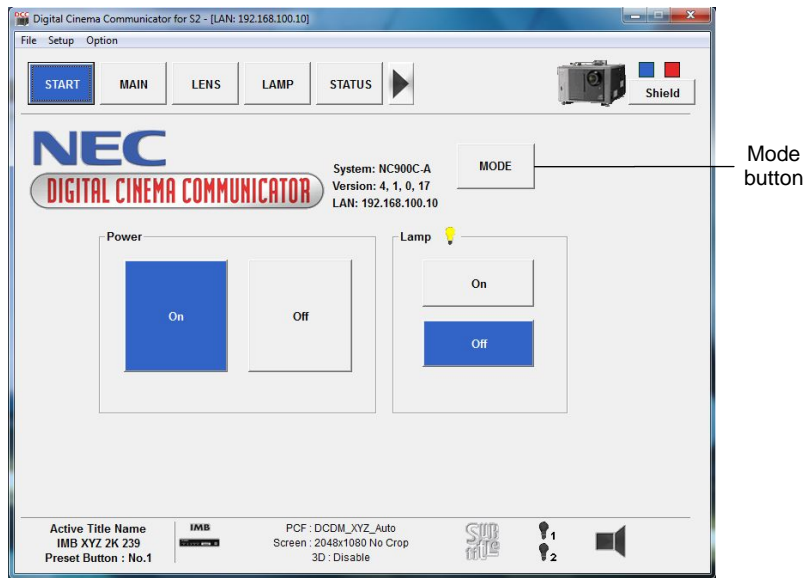 Digital Cinema Communicator for S2 - [LAN: 192.168.100.10]
File Setup Option
START MAIN LENS LAMP STATUS
Shield
NEC
DIGITAL CINEMA COMMUNICATOR
System: NC900C-A
Version: 4, 1, 0, 17
LAN: 192.168.100.10
MODE
Mode
button
Power
On
Off
Lamp
On
Off
Active Title Name
IMB XYZ 2K 239
Preset Button : No.1
IMB
PCF : DCDM_XYZ_Auto
Screen : 2048x1080 No Crop
3D : Disable
SUB
title
1
2